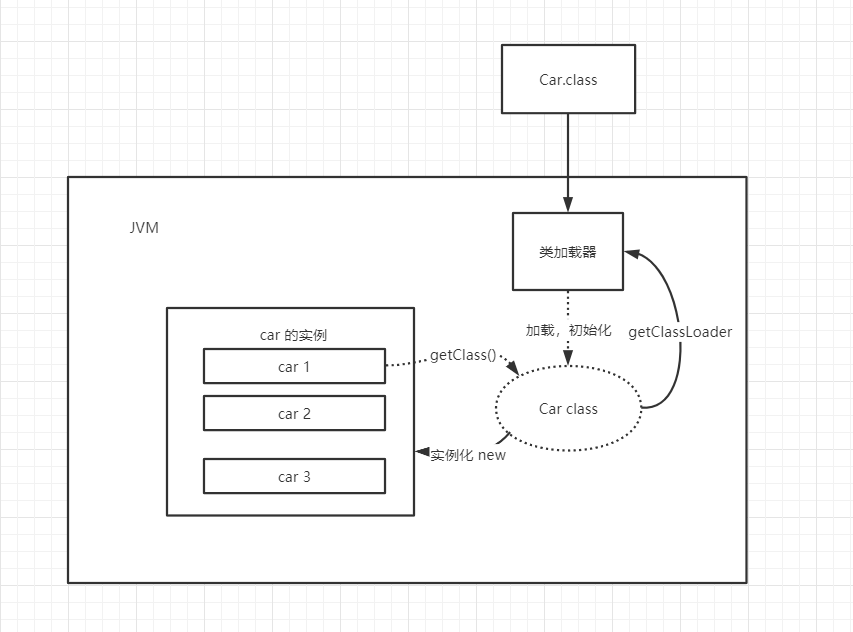 Car.class
JVM
类加载器
加载，初始化
getClassLoader
car 的实例
car 1
getClass()
car 2
Car class
实例化 new
car 3